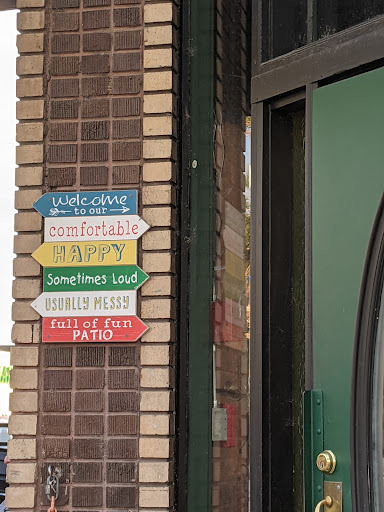 welcome
to our
comfortable
HAPPY
Sometimes Loud
USUALLY MESSY
full of fun
PATIO